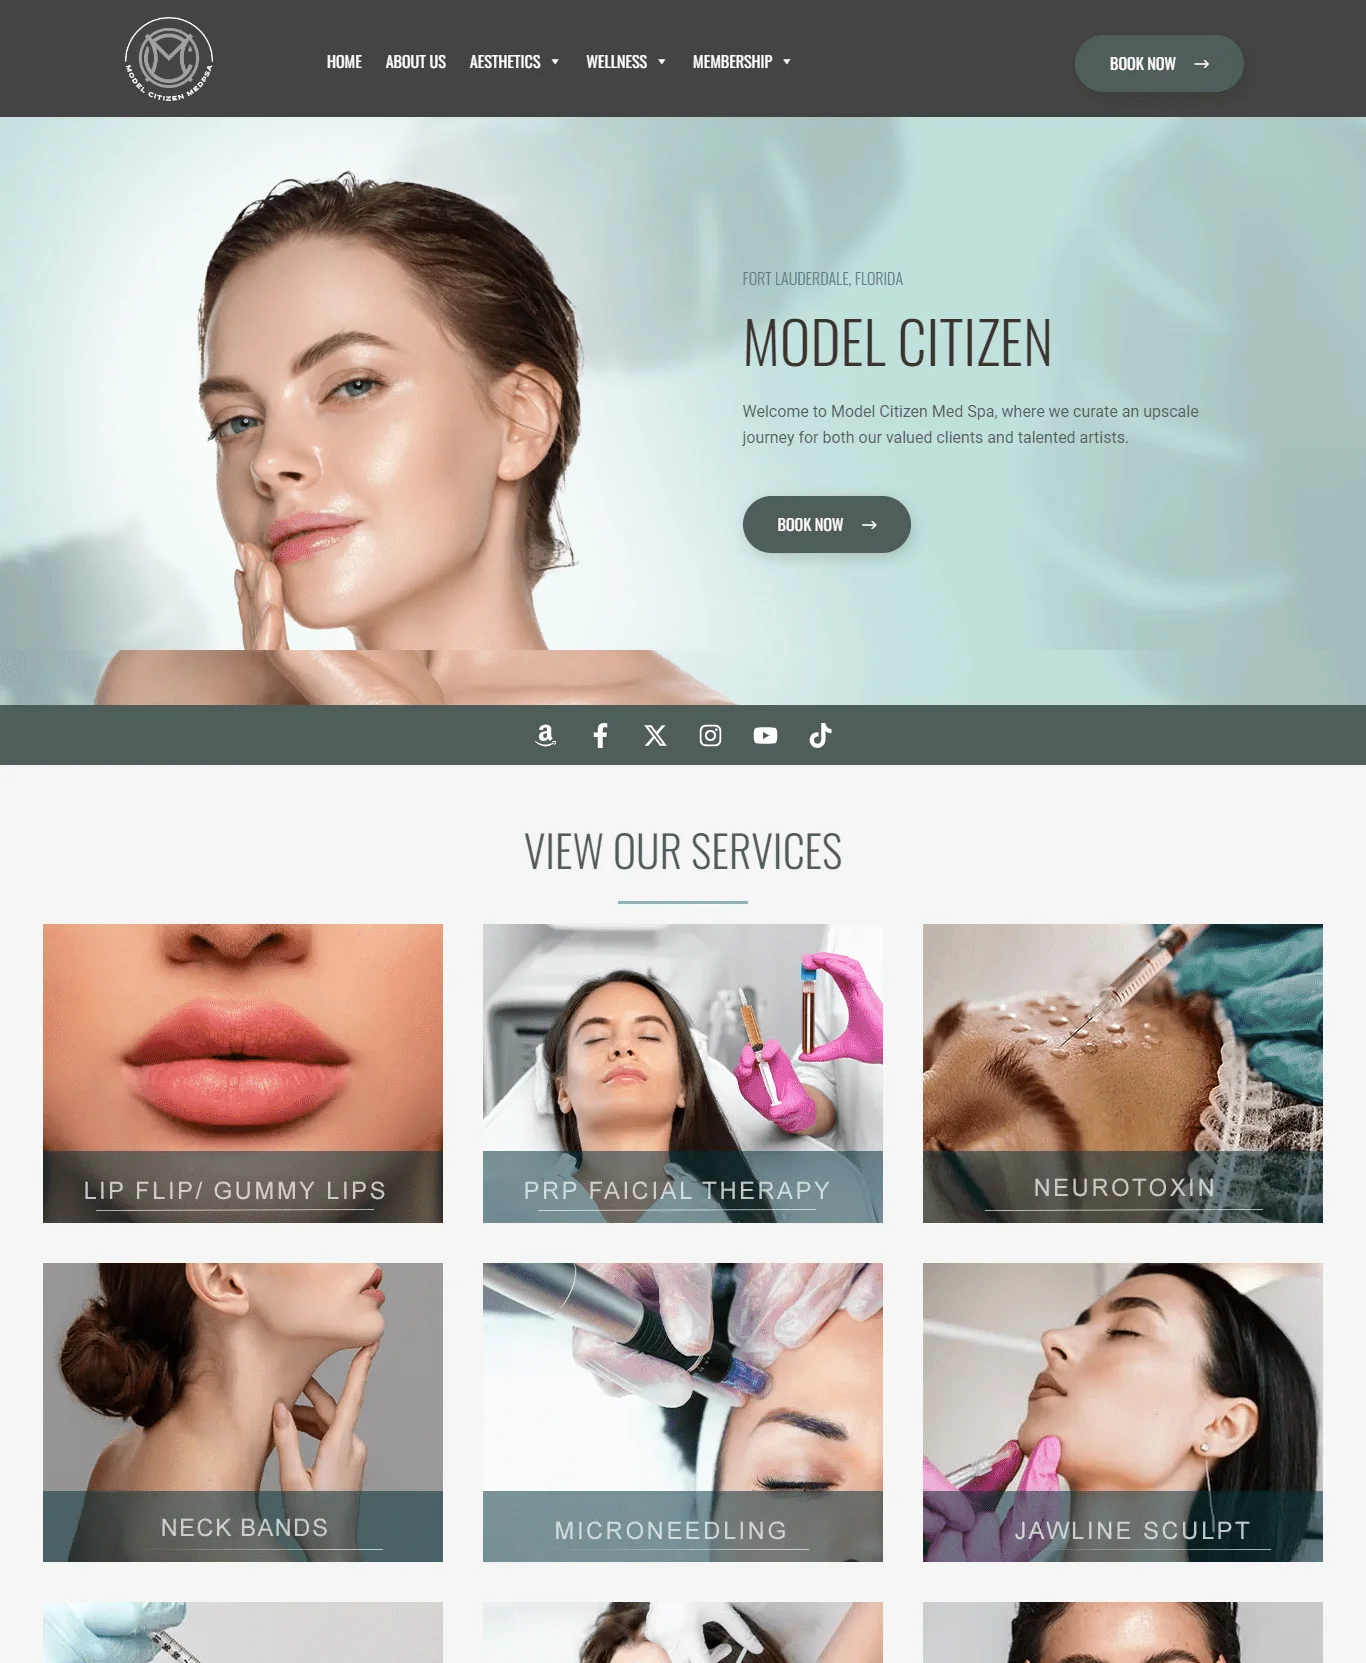 MODEL CITIZEN MEDPSA
HOME ABOUT US AESTHETICS WELLNESS MEMBERSHIP
BOOK NOW
FORT LAUDERDALE, FLORIDA
MODEL CITIZEN
Welcome to Model Citizen Med Spa, where we curate an upscale
journey for both our valued clients and talented artists.
BOOK NOW
VIEW OUR SERVICES
LIP FLIP/ GUMMY LIPS
PRP FAICIAL THERAPY
NEUROTOXIN
NECK BANDS
MICRONEEDLING
JAWLINE SCULPT